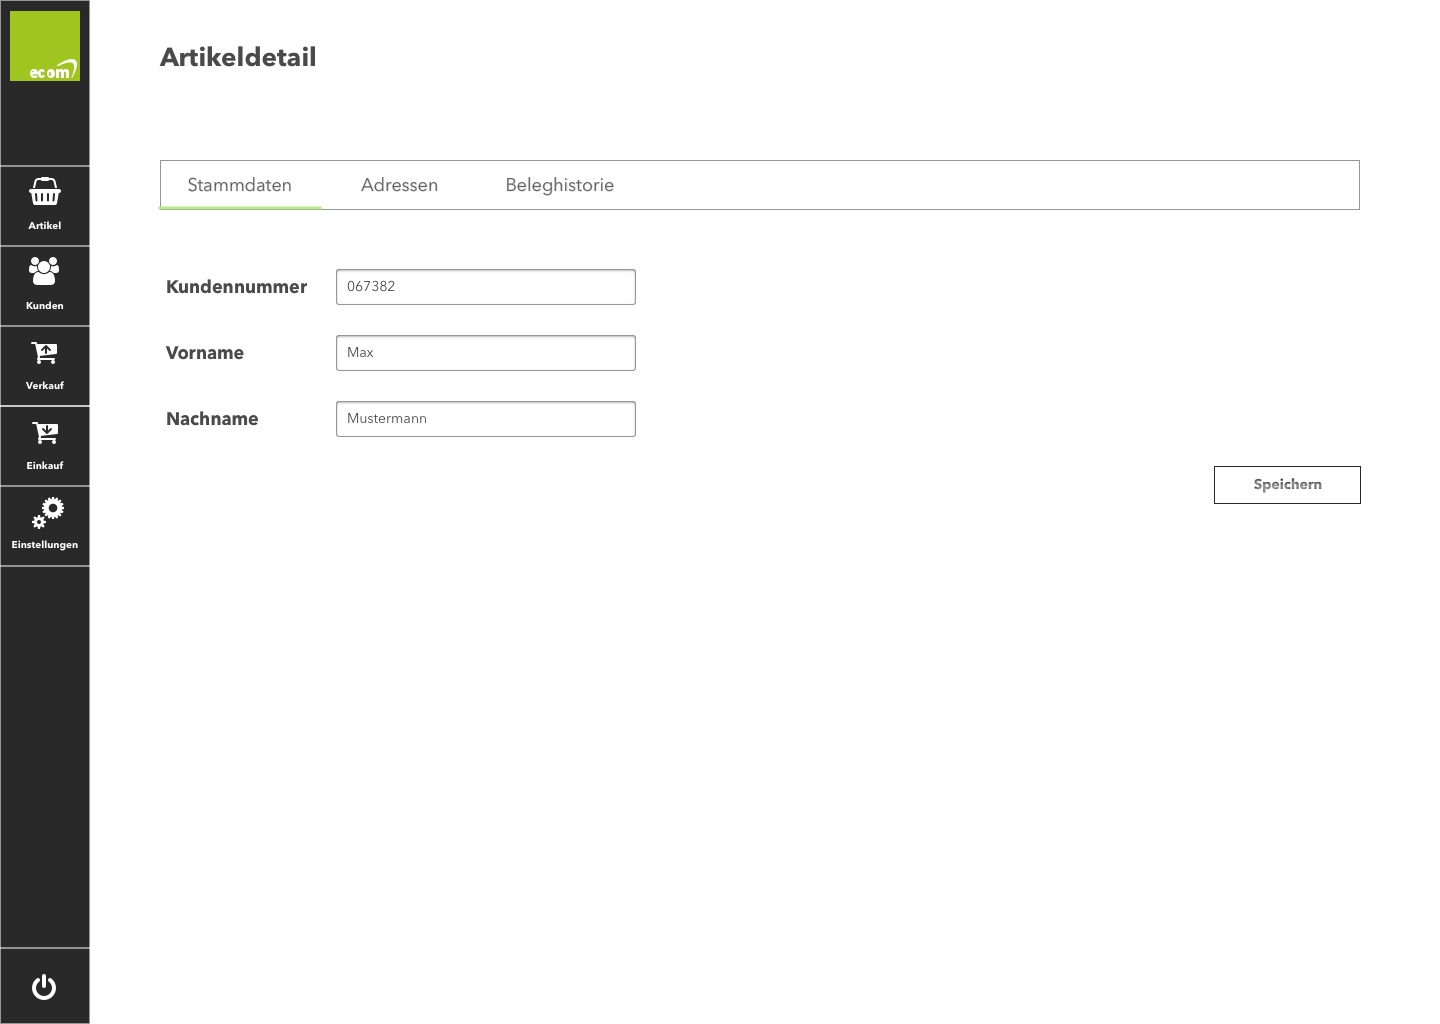 ecom
Artikeldetail
Artikel
Kunden
Verkauf
Einkauf
Einstellungen
Stammdaten Adressen Beleghistorie
Kundennummer 067382
Vorname Max
Nachname Mustermann
Speichern